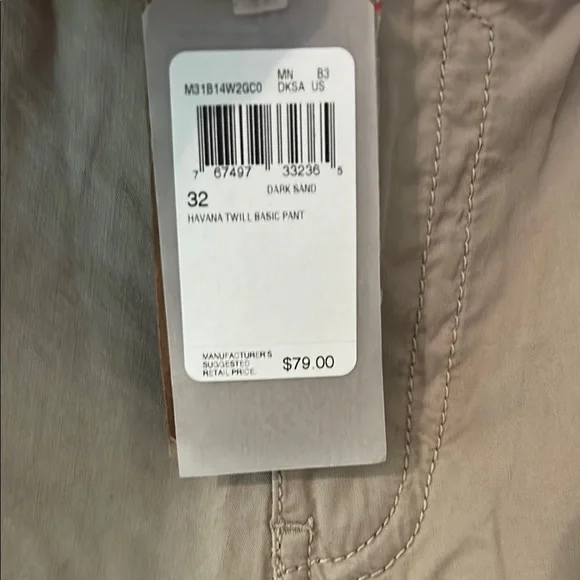 MN B3
M31B14W2GC0 DKSA US
7 67497 33236 5
32 DARK SAND
HAVANA TWILL BASIC PANT
MANUFACTURER'S
SUGGESTED
RETAIL PRICE. $79.00